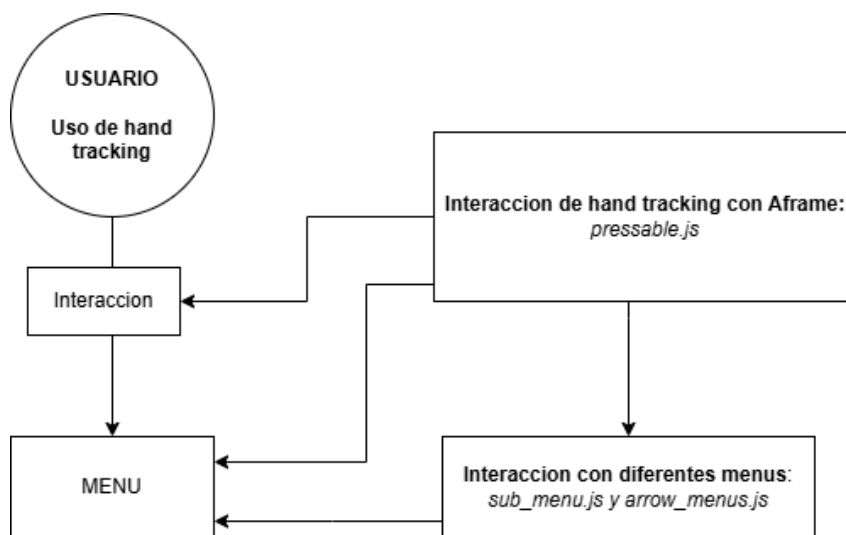 USUARIO
Uso de hand
tracking
Interaccion de hand tracking con Aframe:
pressable.js
Interaccion
MENU
Interaccion con diferentes menus:
sub_menu.js y arrow_menus.js